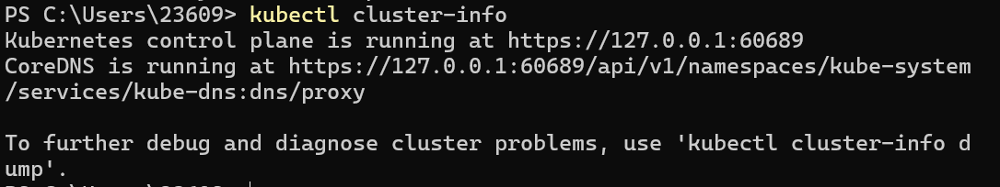 PS C:\Users\23609> kubectl cluster-info
Kubernetes control plane is running at https://127.0.0.1:60689
CoreDNS is running at https://127.0.0.1:60689/api/v1/namespaces/kube-system
/services/kube-dns:dns/proxy
To further debug and diagnose cluster problems, use 'kubectl cluster-info d
ump'.